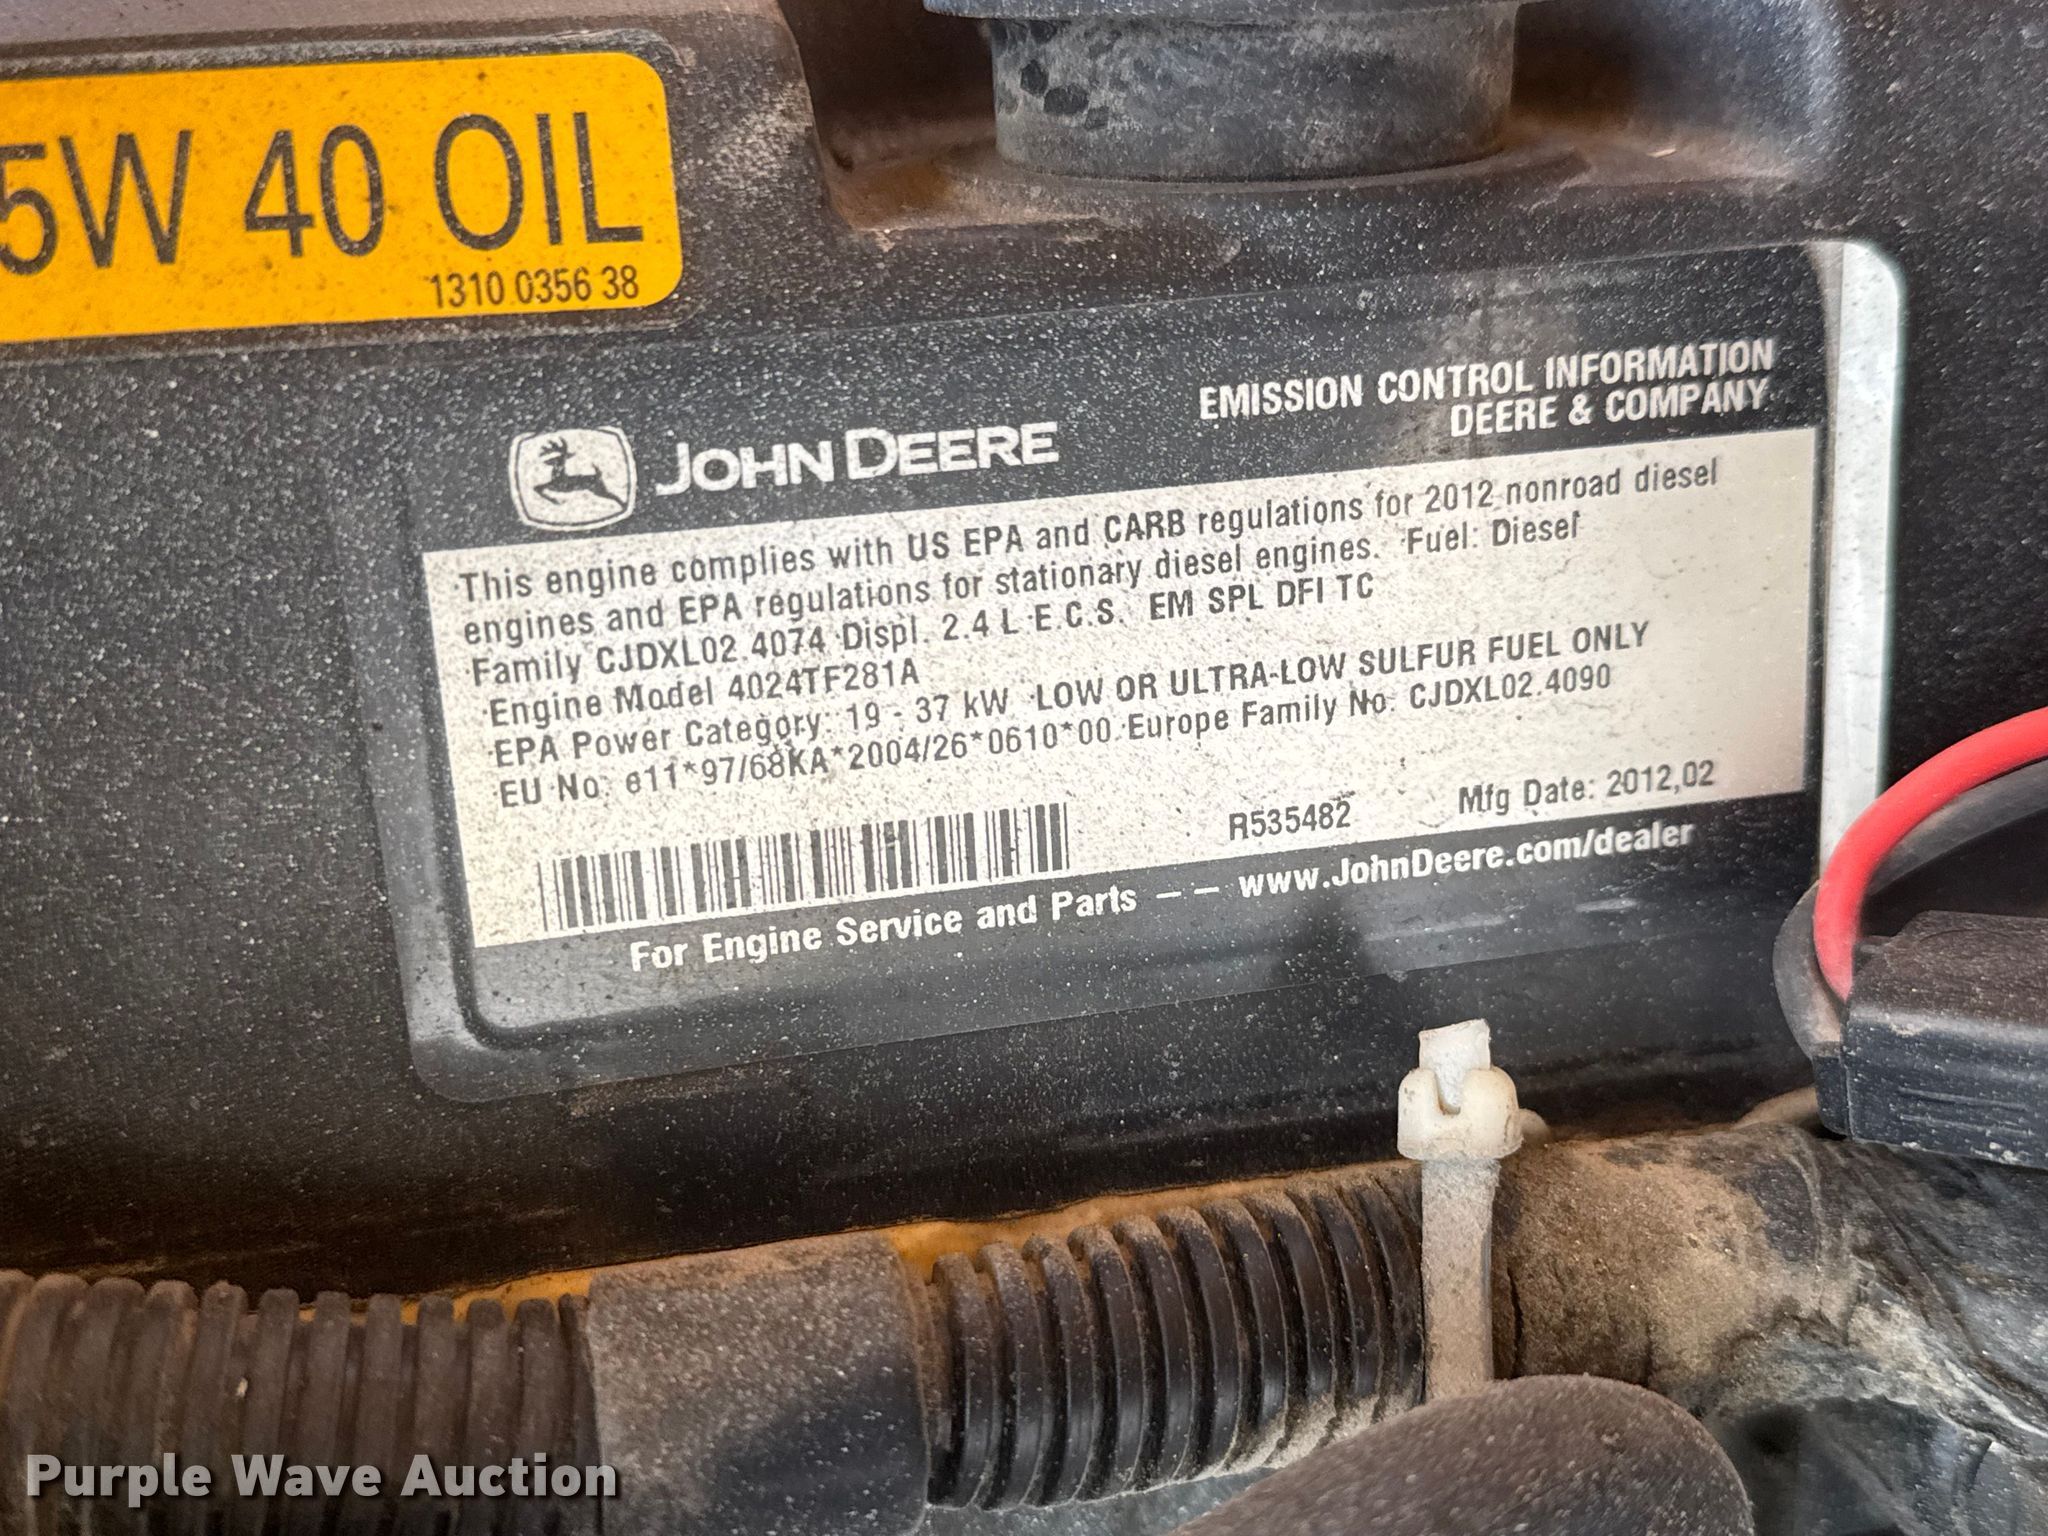 5W 40 OIL
1310 0356 38
EMISSION CONTROL INFORMATION
DEERE & COMPANY
JOHN DEERE
·This engine complies with US EPA and CARB regulations for 2012 nonroad diesel
engines and EPA regulations for stationary diesel engines. ·Fuel: Diesel
·Family CJDXL02.4074 ·Displ. 2.4 L ·E.C.S. EM SPL DFI TC
·Engine Model 4024TF281A
·EPA Power Category: 19 - 37 kW ·LOW OR ULTRA-LOW SULFUR FUEL ONLY
EU No: e11*97/68KA*2004/26*0610*00 ·Europe Family No: CJDXL02.4090
R535482 Mfg Date: 2012,02
For Engine Service and Parts -- www.JohnDeere.com/dealer
Purple Wave Auction